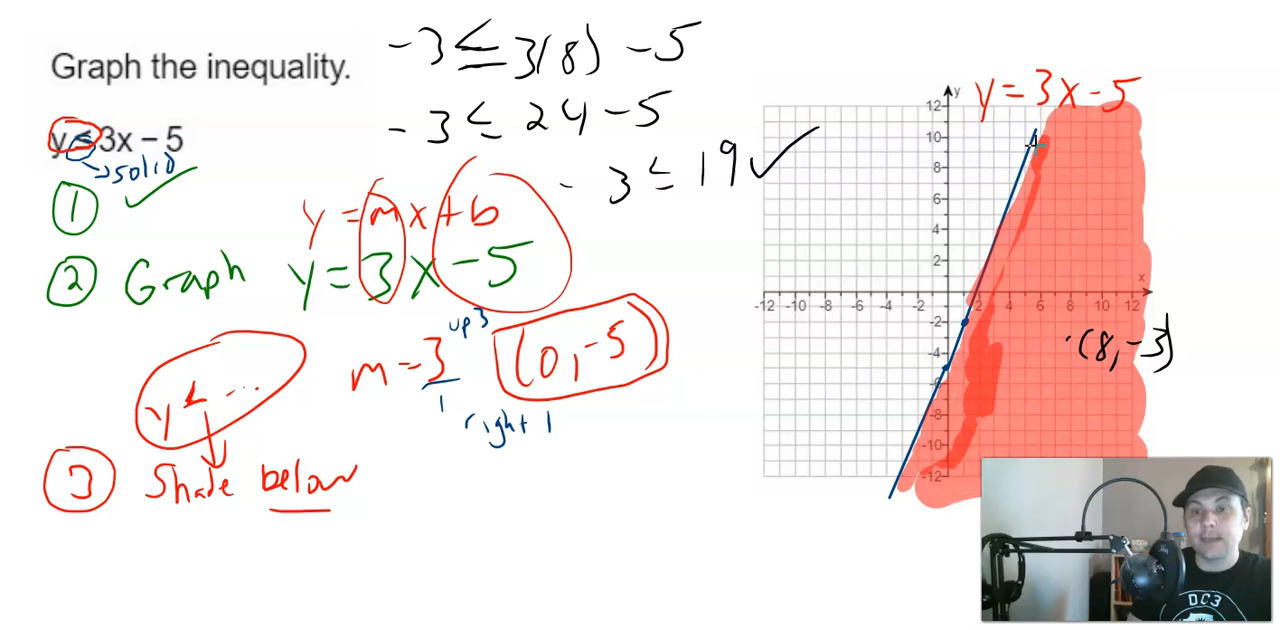 Graph the inequality.
y ≤ 3x − 5
→ solid
① ✓
y = mx + b
② Graph y = 3x − 5
m = 3/1
up 3
right 1
(0, −5)
y ≤ ...
③ Shade below
−3 ≤ 3(8) − 5
−3 ≤ 24 − 5
−3 ≤ 19 ✓
y = 3x − 5
y
12
10
8
6
4
2
x
-12 -10 -8 -6 -4 -2 2 4 6 8 10 12
-2
-4
-6
-8
-10
-12
(8, −3)
DC3